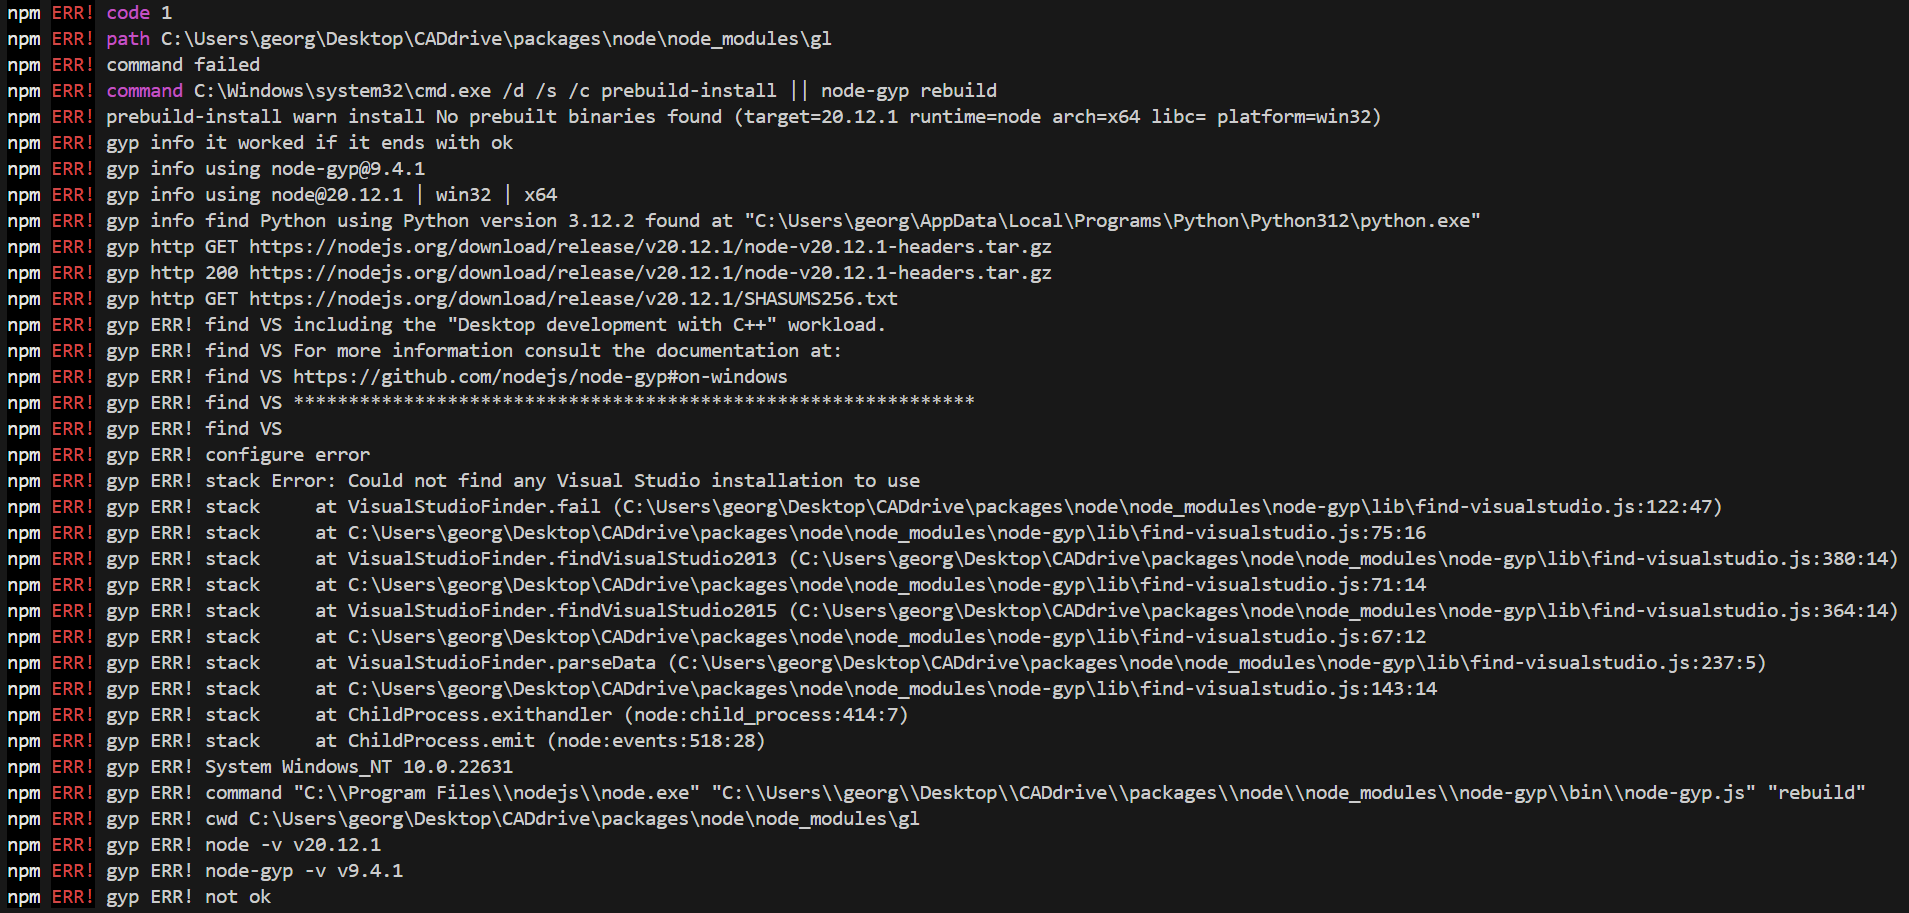 npm ERR! code 1
npm ERR! path C:\Users\georg\Desktop\CADdrive\packages\node\node_modules\gl
npm ERR! command failed
npm ERR! command C:\Windows\system32\cmd.exe /d /s /c prebuild-install || node-gyp rebuild
npm ERR! prebuild-install warn install No prebuilt binaries found (target=20.12.1 runtime=node arch=x64 libc= platform=win32)
npm ERR! gyp info it worked if it ends with ok
npm ERR! gyp info using node-gyp@9.4.1
npm ERR! gyp info using node@20.12.1 | win32 | x64
npm ERR! gyp info find Python using Python version 3.12.2 found at "C:\Users\georg\AppData\Local\Programs\Python\Python312\python.exe"
npm ERR! gyp http GET https://nodejs.org/download/release/v20.12.1/node-v20.12.1-headers.tar.gz
npm ERR! gyp http 200 https://nodejs.org/download/release/v20.12.1/node-v20.12.1-headers.tar.gz
npm ERR! gyp http GET https://nodejs.org/download/release/v20.12.1/SHASUMS256.txt
npm ERR! gyp ERR! find VS including the "Desktop development with C++" workload.
npm ERR! gyp ERR! find VS For more information consult the documentation at:
npm ERR! gyp ERR! find VS https://github.com/nodejs/node-gyp#on-windows
npm ERR! gyp ERR! find VS **************************************************************
npm ERR! gyp ERR! find VS
npm ERR! gyp ERR! configure error
npm ERR! gyp ERR! stack Error: Could not find any Visual Studio installation to use
npm ERR! gyp ERR! stack     at VisualStudioFinder.fail (C:\Users\georg\Desktop\CADdrive\packages\node\node_modules\node-gyp\lib\find-visualstudio.js:122:47)
npm ERR! gyp ERR! stack     at C:\Users\georg\Desktop\CADdrive\packages\node\node_modules\node-gyp\lib\find-visualstudio.js:75:16
npm ERR! gyp ERR! stack     at VisualStudioFinder.findVisualStudio2013 (C:\Users\georg\Desktop\CADdrive\packages\node\node_modules\node-gyp\lib\find-visualstudio.js:380:14)
npm ERR! gyp ERR! stack     at C:\Users\georg\Desktop\CADdrive\packages\node\node_modules\node-gyp\lib\find-visualstudio.js:71:14
npm ERR! gyp ERR! stack     at VisualStudioFinder.findVisualStudio2015 (C:\Users\georg\Desktop\CADdrive\packages\node\node_modules\node-gyp\lib\find-visualstudio.js:364:14)
npm ERR! gyp ERR! stack     at C:\Users\georg\Desktop\CADdrive\packages\node\node_modules\node-gyp\lib\find-visualstudio.js:67:12
npm ERR! gyp ERR! stack     at VisualStudioFinder.parseData (C:\Users\georg\Desktop\CADdrive\packages\node\node_modules\node-gyp\lib\find-visualstudio.js:237:5)
npm ERR! gyp ERR! stack     at C:\Users\georg\Desktop\CADdrive\packages\node\node_modules\node-gyp\lib\find-visualstudio.js:143:14
npm ERR! gyp ERR! stack     at ChildProcess.exithandler (node:child_process:414:7)
npm ERR! gyp ERR! stack     at ChildProcess.emit (node:events:518:28)
npm ERR! gyp ERR! System Windows_NT 10.0.22631
npm ERR! gyp ERR! command "C:\\Program Files\\nodejs\\node.exe" "C:\\Users\\georg\\Desktop\\CADdrive\\packages\\node\\node_modules\\node-gyp\\bin\\node-gyp.js" "rebuild"
npm ERR! gyp ERR! cwd C:\Users\georg\Desktop\CADdrive\packages\node\node_modules\gl
npm ERR! gyp ERR! node -v v20.12.1
npm ERR! gyp ERR! node-gyp -v v9.4.1
npm ERR! gyp ERR! not ok